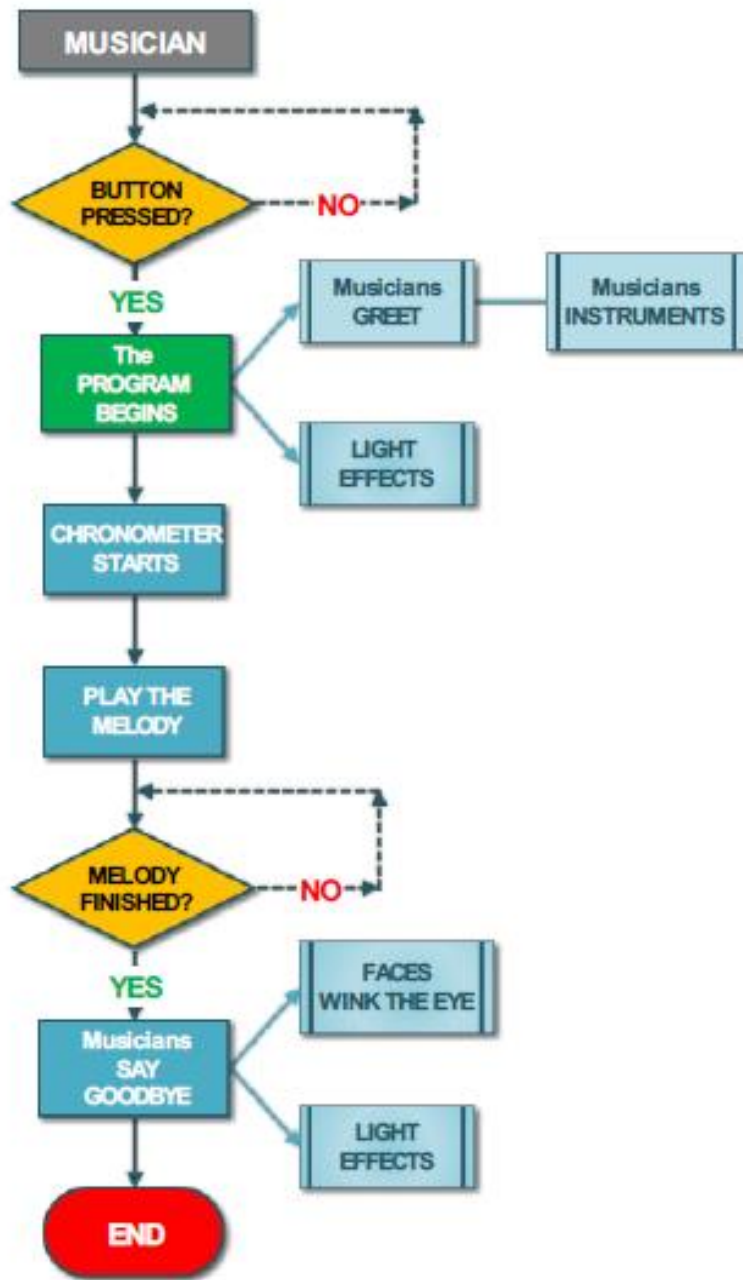 MUSICIAN
BUTTON
PRESSED?
NO
YES
The
PROGRAM
BEGINS
Musicians
GREET
Musicians
INSTRUMENTS
LIGHT
EFFECTS
CHRONOMETER
STARTS
PLAY THE
MELODY
MELODY
FINISHED?
NO
YES
Musicians
SAY
GOODBYE
FACES
WINK THE EYE
LIGHT
EFFECTS
END